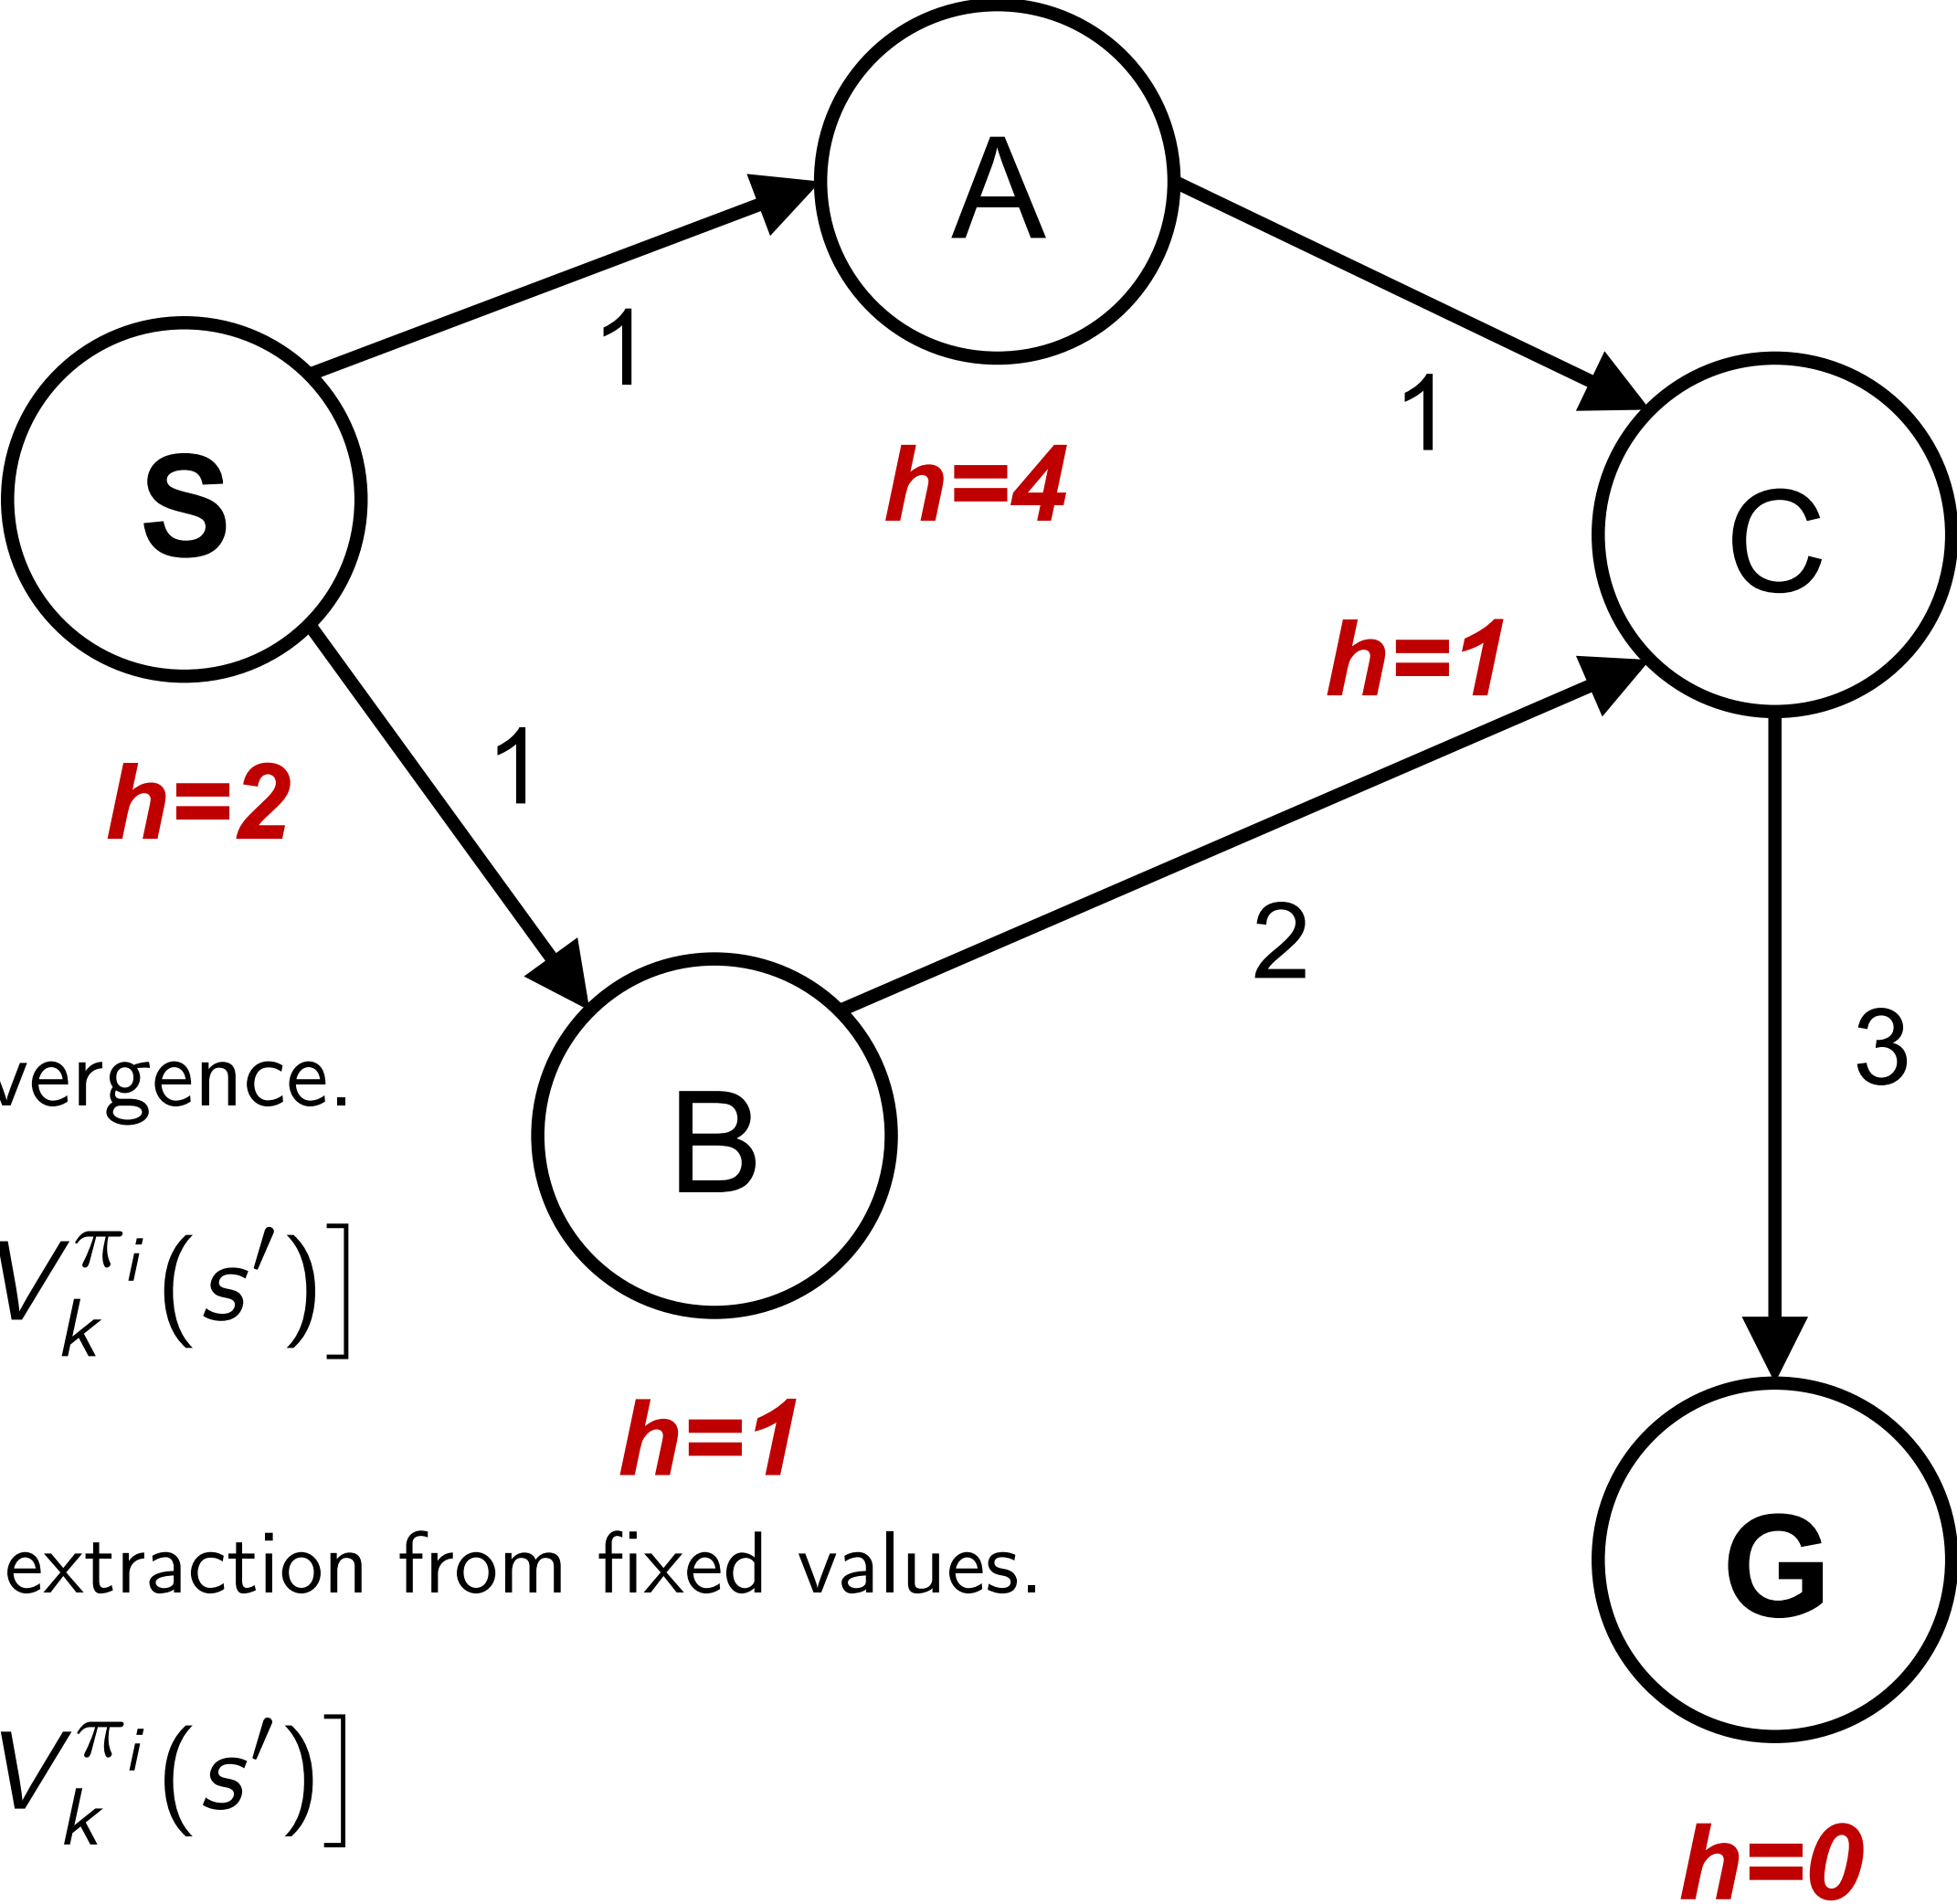 A
1
1
S
C
h=4
h=1
1
h=2
2
3
vergence.
B
V_k^{π_i}(s′)]
h=1
extraction from fixed values.
G
V_k^{π_i}(s′)]
h=0